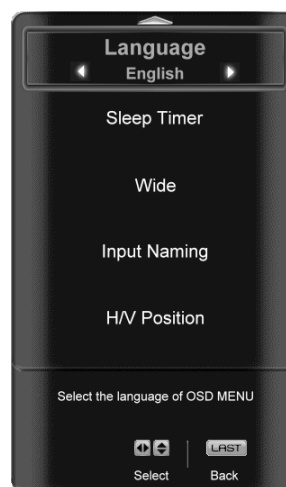 Language
English
Sleep Timer
Wide
Input Naming
H/V Position
Select the language of OSD MENU
LAST
Select Back